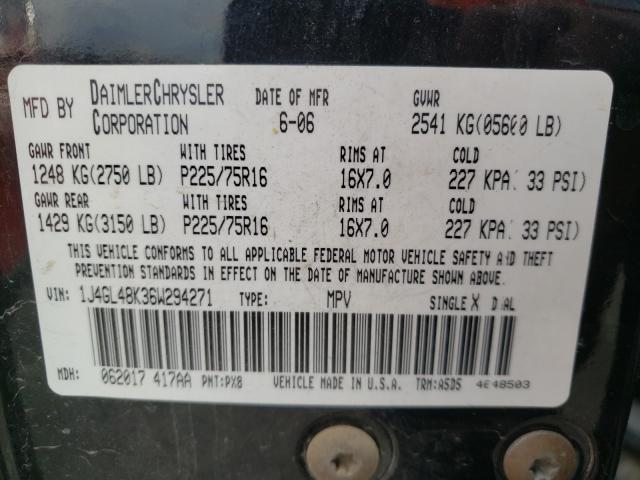 MFD BY DAIMLERCHRYSLER CORPORATION DATE OF MFR 6-06 GVWR 2541 KG(05600 LB)
GAWR FRONT WITH TIRES RIMS AT COLD
1248 KG(2750 LB) P225/75R16 16X7.0 227 KPA( 33 PSI)
GAWR REAR WITH TIRES RIMS AT COLD
1429 KG(3150 LB) P225/75R16 16X7.0 227 KPA( 33 PSI)
THIS VEHICLE CONFORMS TO ALL APPLICABLE FEDERAL MOTOR VEHICLE SAFETY AND THEFT
PREVENTION STANDARDS IN EFFECT ON THE DATE OF MANUFACTURE SHOWN ABOVE.
VIN: 1J4GL48K36W294271 TYPE: MPV SINGLE X DUAL
MDH: 062017 417AA PNT:PX8 VEHICLE MADE IN U.S.A. TRM:A5D5 4648503